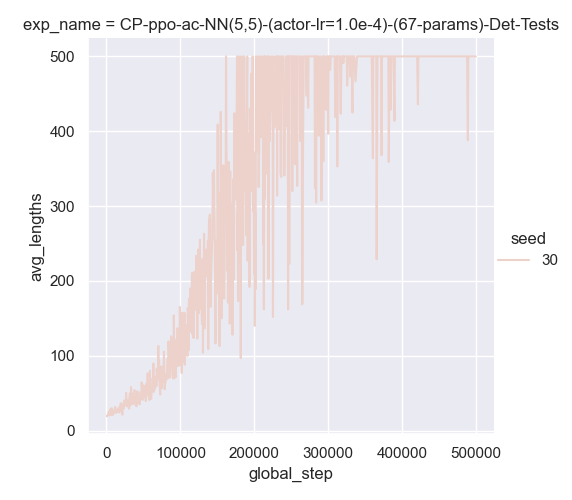 exp_name = CP-ppo-ac-NN(5,5)-(actor-lr=1.0e-4)-(67-params)-Det-Tests
500
400
300
200
100
0
avg_lengths
0 100000 200000 300000 400000 500000
global_step
seed
30